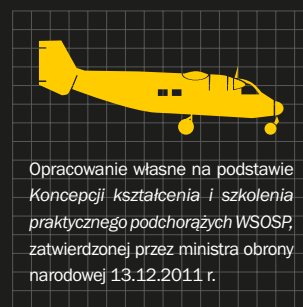 Opracowanie własne na podstawie
Koncepcji kształcenia i szkolenia
praktycznego podchorążych WSOSP,
zatwierdzonej przez ministra obrony
narodowej 13.12.2011 r.